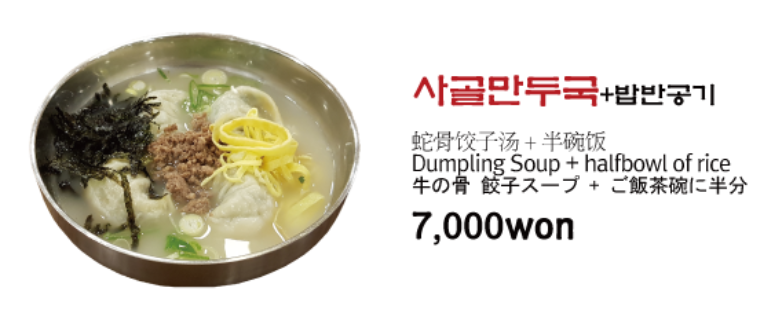 사골만두국+밥반공기
蛇骨饺子汤 + 半碗饭
Dumpling Soup + halfbowl of rice
牛の骨 餃子スープ + ご飯茶碗に半分
7,000won